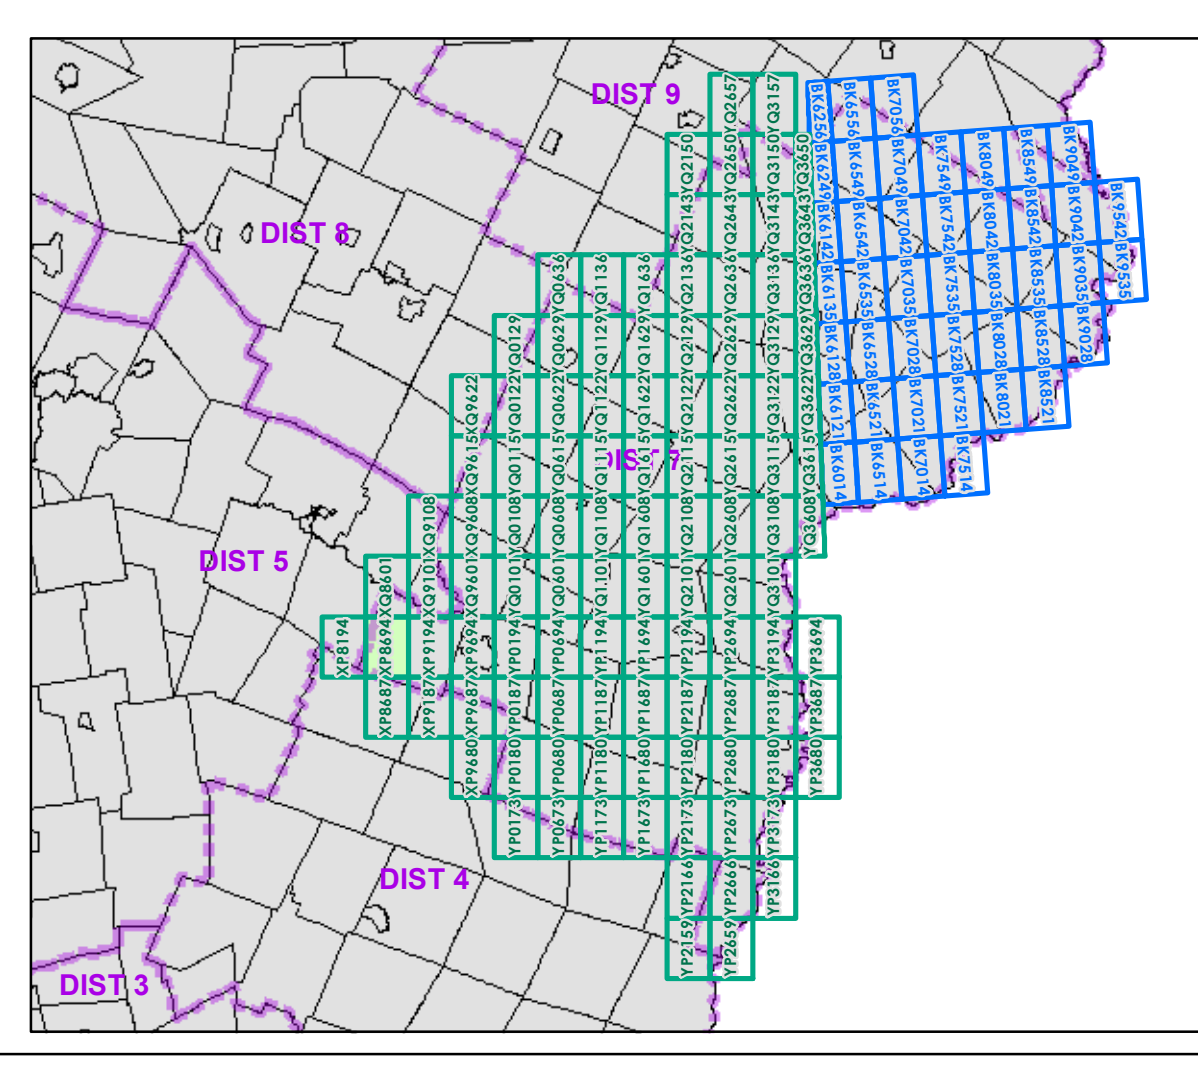 DIST 9
DIST 8
DIST 7
DIST 5
DIST 4
DIST 3
YQ2657 YQ3157
YQ2150 YQ2650 YQ3150 YQ3650
YQ2143 YQ2643 YQ3143 YQ3643
YQ0636 YQ1136 YQ1636 YQ2136 YQ2636 YQ3136 YQ3636
YQ0129 YQ0629 YQ1129 YQ1629 YQ2129 YQ2629 YQ3129 YQ3629
XQ9622 YQ0122 YQ0622 YQ1122 YQ1622 YQ2122 YQ2622 YQ3122 YQ3622
XQ9615 YQ0115 YQ0615 YQ1115 YQ1615 YQ2115 YQ2615 YQ3115 YQ3615
XQ9108 XQ9608 YQ0108 YQ0608 YQ1108 YQ1608 YQ2108 YQ2608 YQ3108 YQ3608
XQ8601 XQ9101 XQ9601 YQ0101 YQ0601 YQ1101 YQ1601 YQ2101 YQ2601 YQ3101
XP8194 XP8694 XP9194 XP9694 YP0194 YP0694 YP1194 YP1694 YP2194 YP2694 YP3194 YP3694
XP8687 XP9187 XP9687 YP0187 YP0687 YP1187 YP1687 YP2187 YP2687 YP3187 YP3687
XP9680 YP0180 YP0680 YP1180 YP1680 YP2180 YP2680 YP3180 YP3680
YP0173 YP0673 YP1173 YP1673 YP2173 YP2673 YP3173
YP2166 YP2666 YP3166
YP2159 YP2659
BK6256 BK6556 BK7056
BK6249 BK6549 BK7049 BK7549 BK8049 BK8549 BK9049
BK6142 BK6542 BK7042 BK7542 BK8042 BK8542 BK9042 BK9542
BK6135 BK6535 BK7035 BK7535 BK8035 BK8535 BK9035 BK9535
BK6128 BK6528 BK7028 BK7528 BK8028 BK8528 BK9028
BK6121 BK6521 BK7021 BK7521 BK8021 BK8521
BK6014 BK6514 BK7014 BK7514